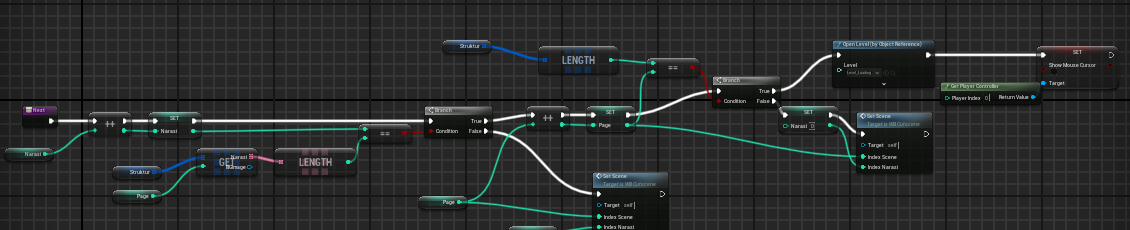 Next
Narasi
++
SET
Narasi
Struktur
Page
GET
Narasi
LENGTH
==
Branch
Condition
True
False
Page
++
SET
Page
Set Scene
Target is WB Cutscene
Target self
Index Scene
Index Narasi
Struktur
LENGTH
==
Branch
Condition
True
False
SET
Narasi 0
Open Level (by Object Reference)
Level
Level_Loading
Set Scene
Target is WB Cutscene
Target self
Index Scene
Index Narasi
Get Player Controller
Player Index 0
Return Value
SET
Show Mouse Cursor
Target